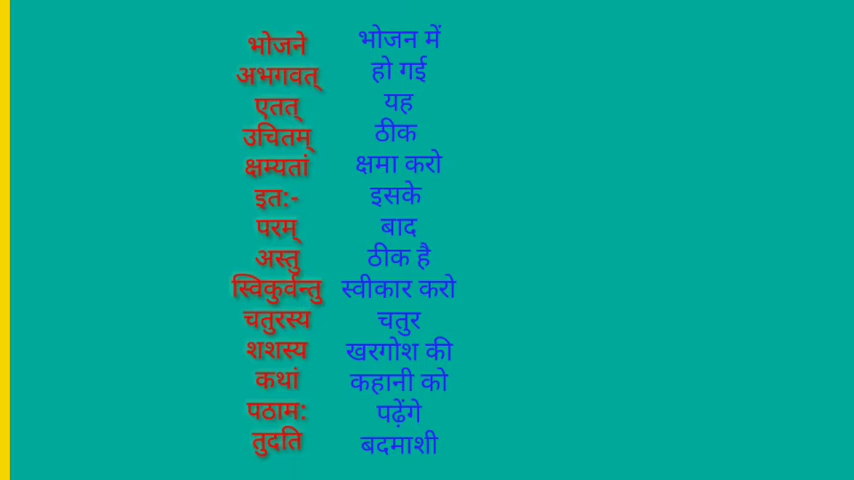 भोजने भोजन में
अभगवत् हो गई
एतत् यह
उचितम् ठीक
क्षम्यतां क्षमा करो
इत:- इसके
परम् बाद
अस्तु ठीक है
स्विकुर्वन्तु स्वीकार करो
चतुरस्य चतुर
शशस्य खरगोश की
कथां कहानी को
पठाम: पढ़ेंगे
तुदति बदमाशी